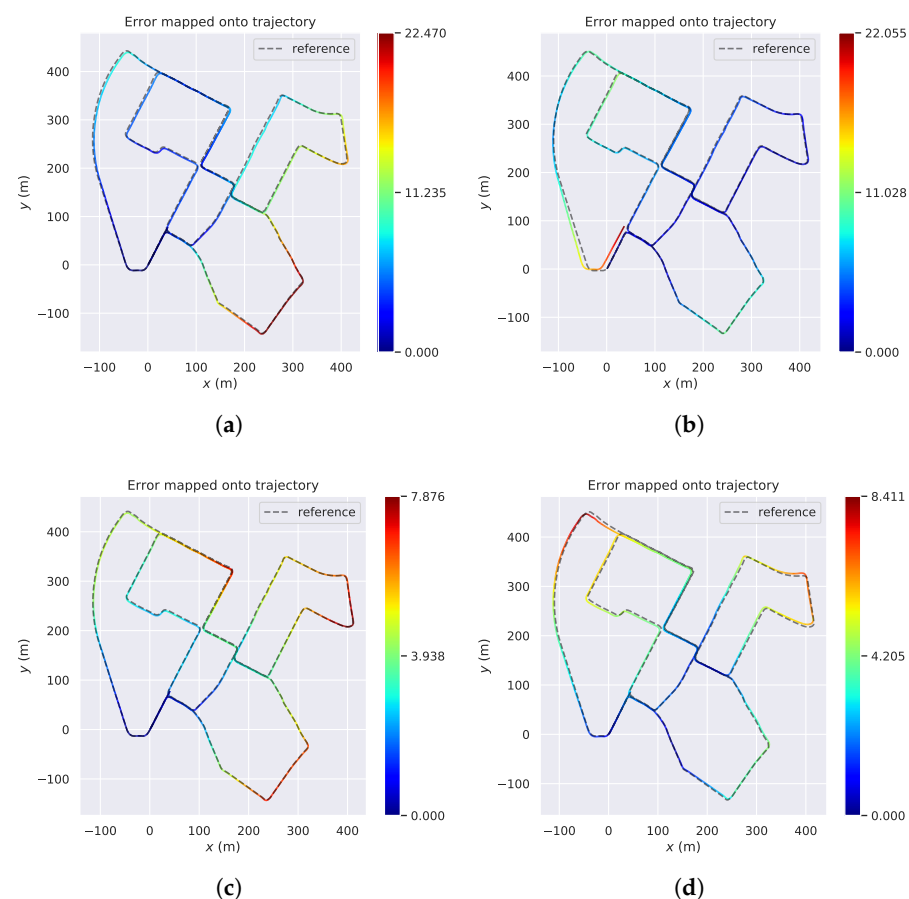 Error mapped onto trajectory
reference
400
300
200
100
0
−100
−100 0 100 200 300 400
y (m)
x (m)
22.470
11.235
0.000
(a)
Error mapped onto trajectory
reference
400
300
200
100
0
−100
−100 0 100 200 300 400
y (m)
x (m)
22.055
11.028
0.000
(b)
Error mapped onto trajectory
reference
400
300
200
100
0
−100
−100 0 100 200 300 400
y (m)
x (m)
7.876
3.938
0.000
(c)
Error mapped onto trajectory
reference
400
300
200
100
0
−100
−100 0 100 200 300 400
y (m)
x (m)
8.411
4.205
0.000
(d)